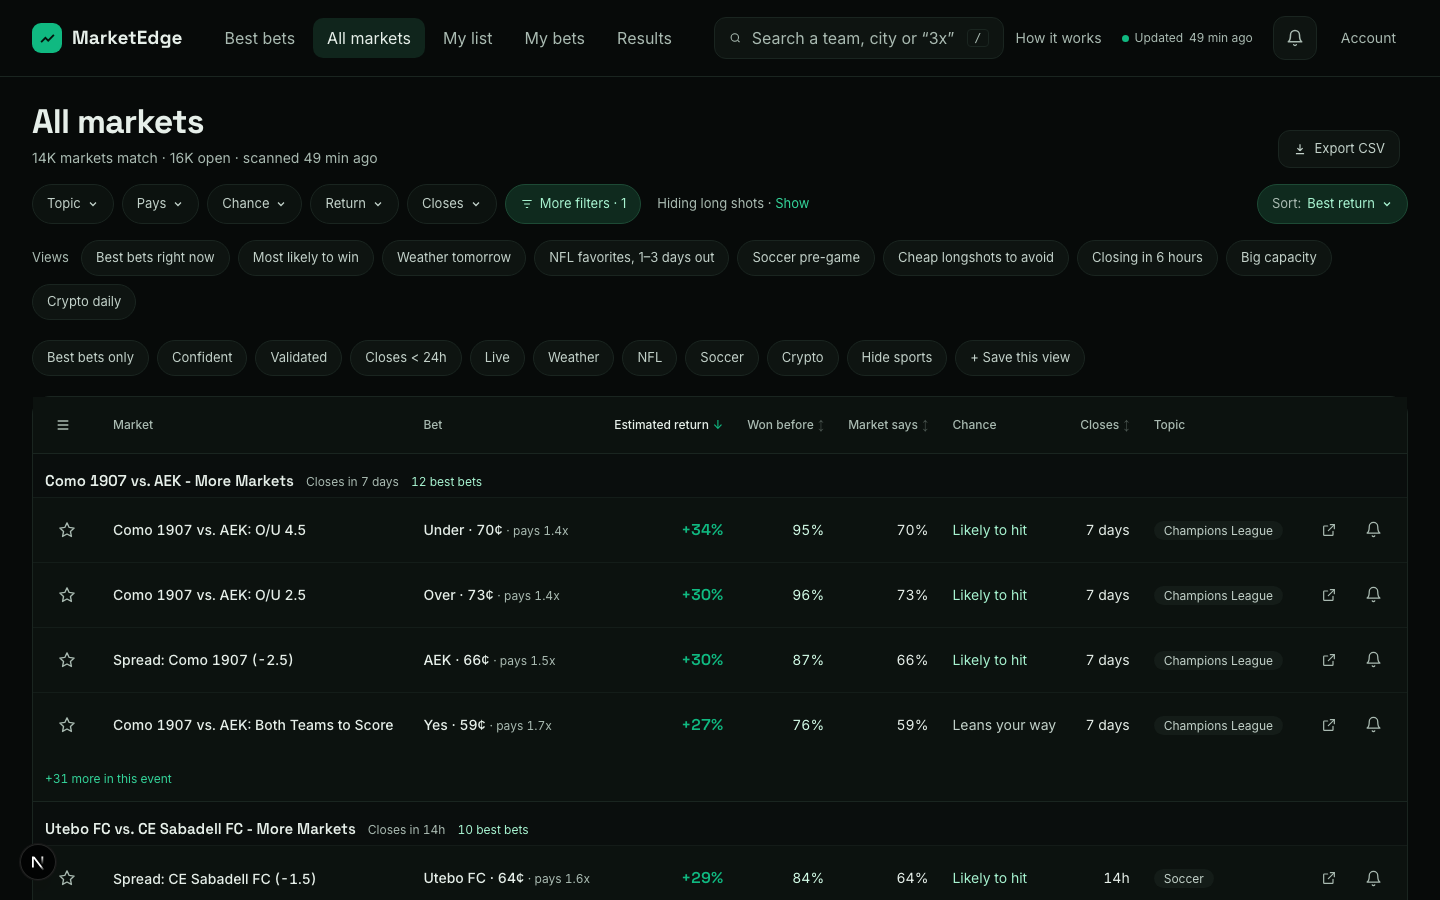 MarketEdge
Best bets
All markets
My list
My bets
Results
Search a team, city or “3x” /
How it works
Updated 49 min ago
Account
All markets
14K markets match · 16K open · scanned 49 min ago
Export CSV
Topic
Pays
Chance
Return
Closes
More filters · 1
Hiding long shots · Show
Sort: Best return
Views
Best bets right now
Most likely to win
Weather tomorrow
NFL favorites, 1–3 days out
Soccer pre-game
Cheap longshots to avoid
Closing in 6 hours
Big capacity
Crypto daily
Best bets only
Confident
Validated
Closes < 24h
Live
Weather
NFL
Soccer
Crypto
Hide sports
+ Save this view
Market Bet Estimated return ↓ Won before ↕ Market says ↕ Chance Closes ↕ Topic
Como 1907 vs. AEK - More Markets Closes in 7 days 12 best bets
Como 1907 vs. AEK: O/U 4.5 Under · 70¢ · pays 1.4x +34% 95% 70% Likely to hit 7 days Champions League
Como 1907 vs. AEK: O/U 2.5 Over · 73¢ · pays 1.4x +30% 96% 73% Likely to hit 7 days Champions League
Spread: Como 1907 (-2.5) AEK · 66¢ · pays 1.5x +30% 87% 66% Likely to hit 7 days Champions League
Como 1907 vs. AEK: Both Teams to Score Yes · 59¢ · pays 1.7x +27% 76% 59% Leans your way 7 days Champions League
+31 more in this event
Utebo FC vs. CE Sabadell FC - More Markets Closes in 14h 10 best bets
N
Spread: CE Sabadell FC (-1.5) Utebo FC · 64¢ · pays 1.6x +29% 84% 64% Likely to hit 14h Soccer